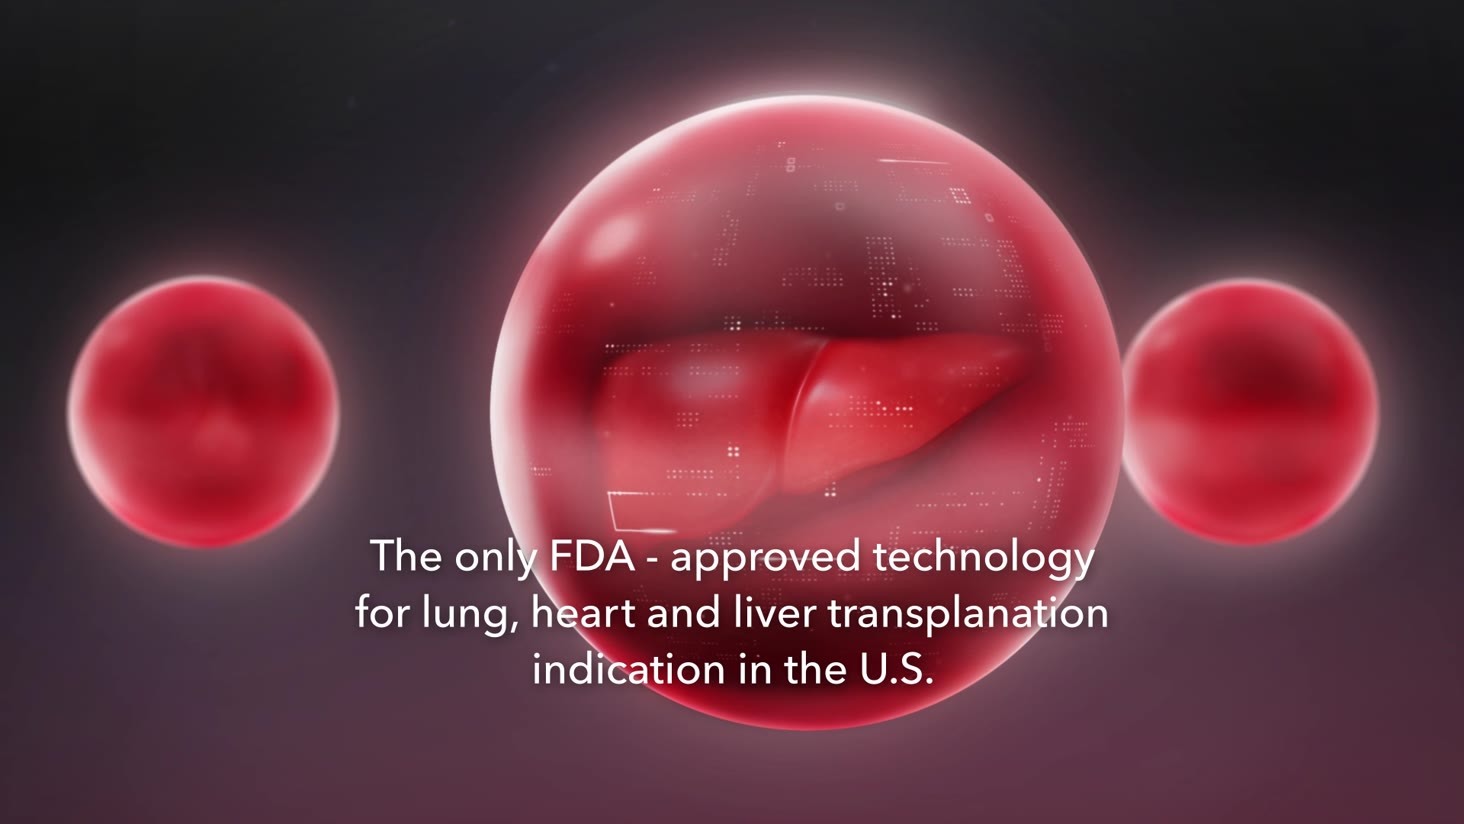 The only FDA - approved technology
for lung, heart and liver transplanation
indication in the U.S.